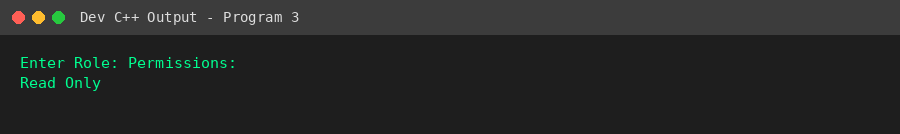 Dev C++ Output - Program 3
Enter Role: Permissions:
Read Only